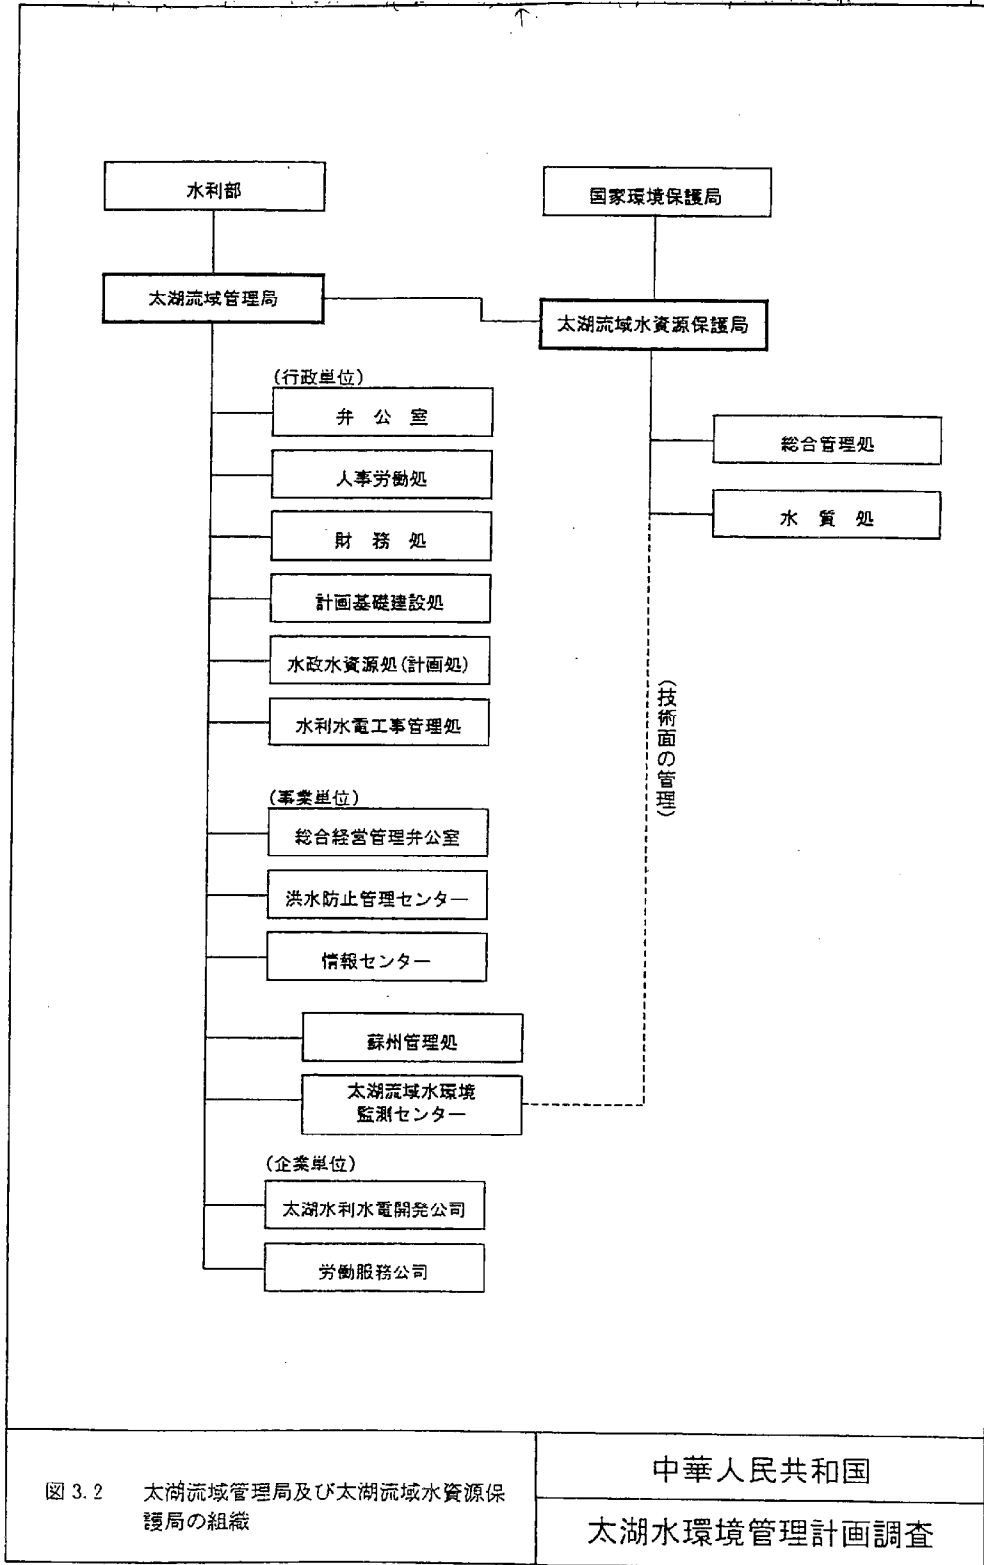 水利部
国家環境保護局
太湖流域管理局
太湖流域水資源保護局
(行政単位)
弁公室
人事労働処
財務処
計画基礎建設処
水政水資源処(計画処)
水利水電工事管理処
総合管理処
水質処
(技術面の管理)
(事業単位)
総合経営管理弁公室
洪水防止管理センター
情報センター
蘇州管理処
太湖流域水環境
監測センター
(企業単位)
太湖水利水電開発公司
労働服務公司
図 3.2 太湖流域管理局及び太湖流域水資源保
護局の組織
中華人民共和国
太湖水環境管理計画調査